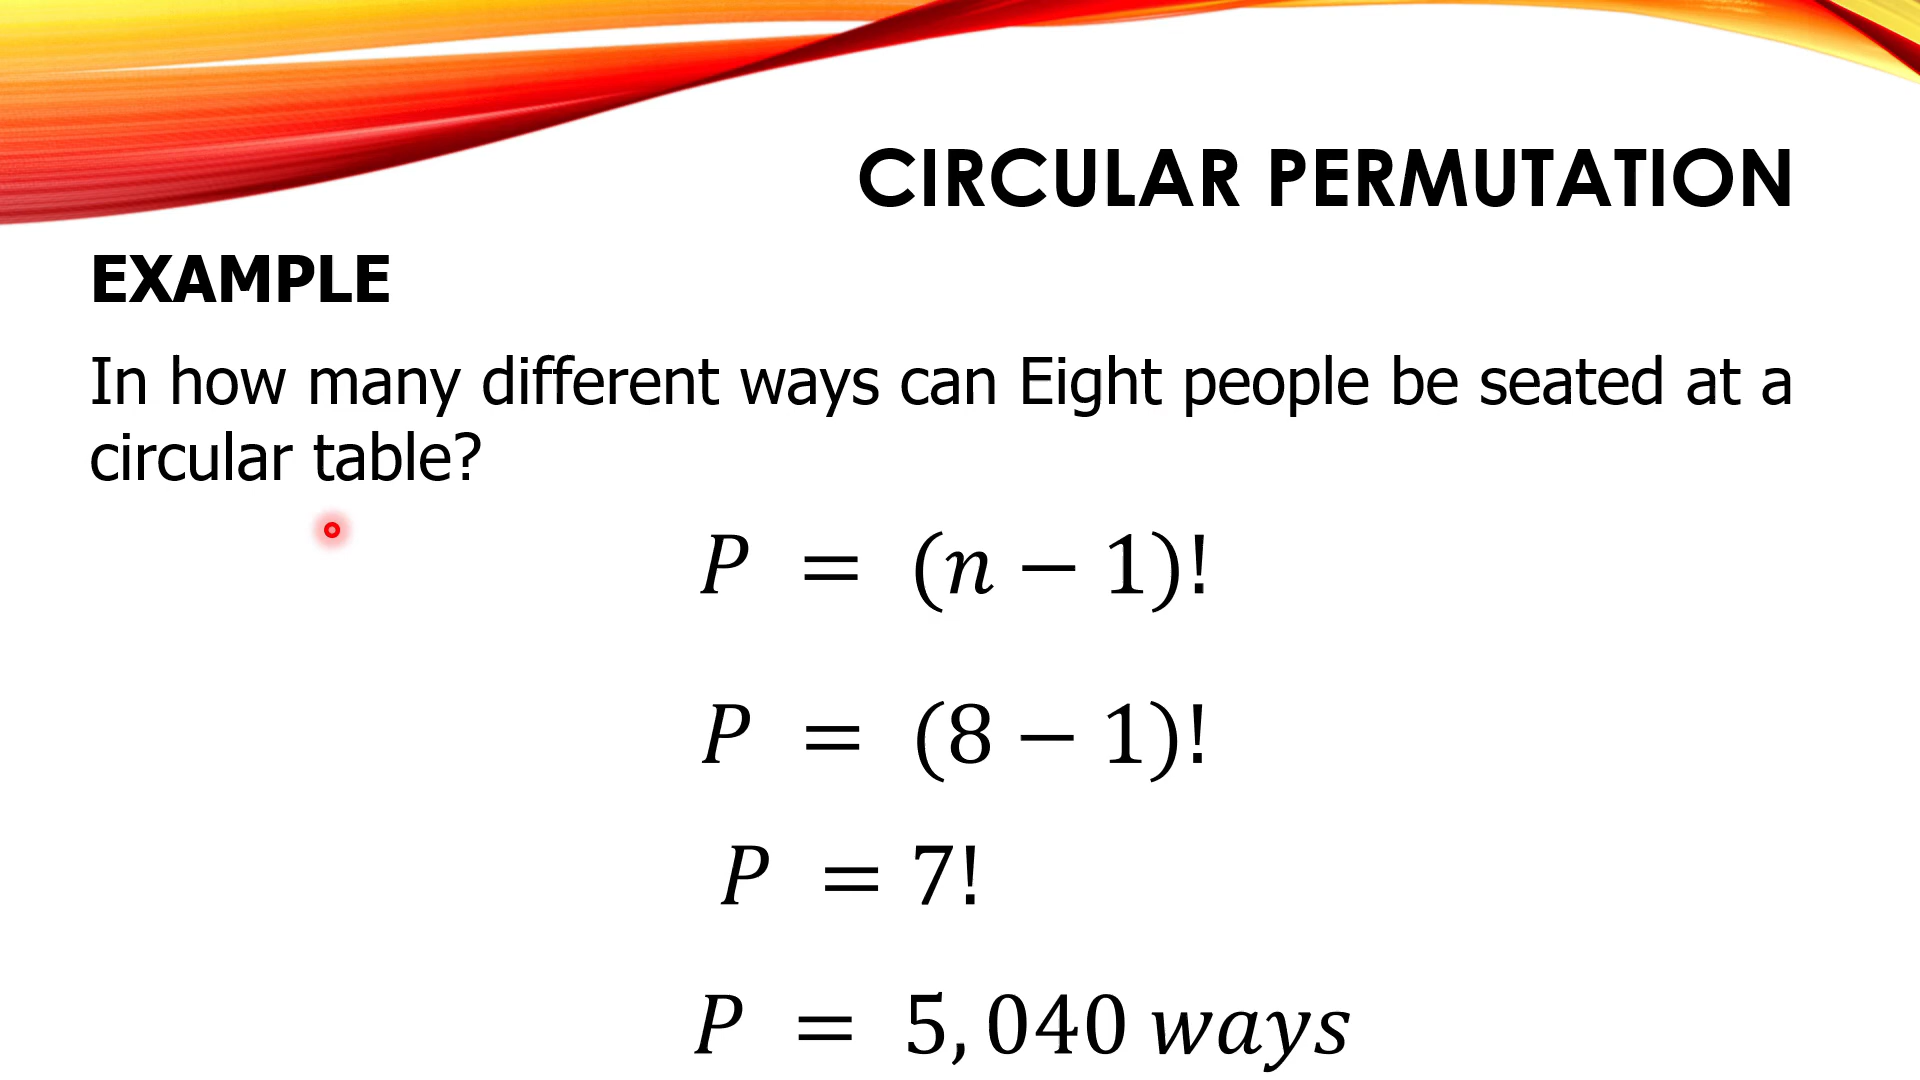 CIRCULAR PERMUTATION
EXAMPLE
In how many different ways can Eight people be seated at a
circular table?
P = (n − 1)!
P = (8 − 1)!
P = 7!
P = 5,040 ways